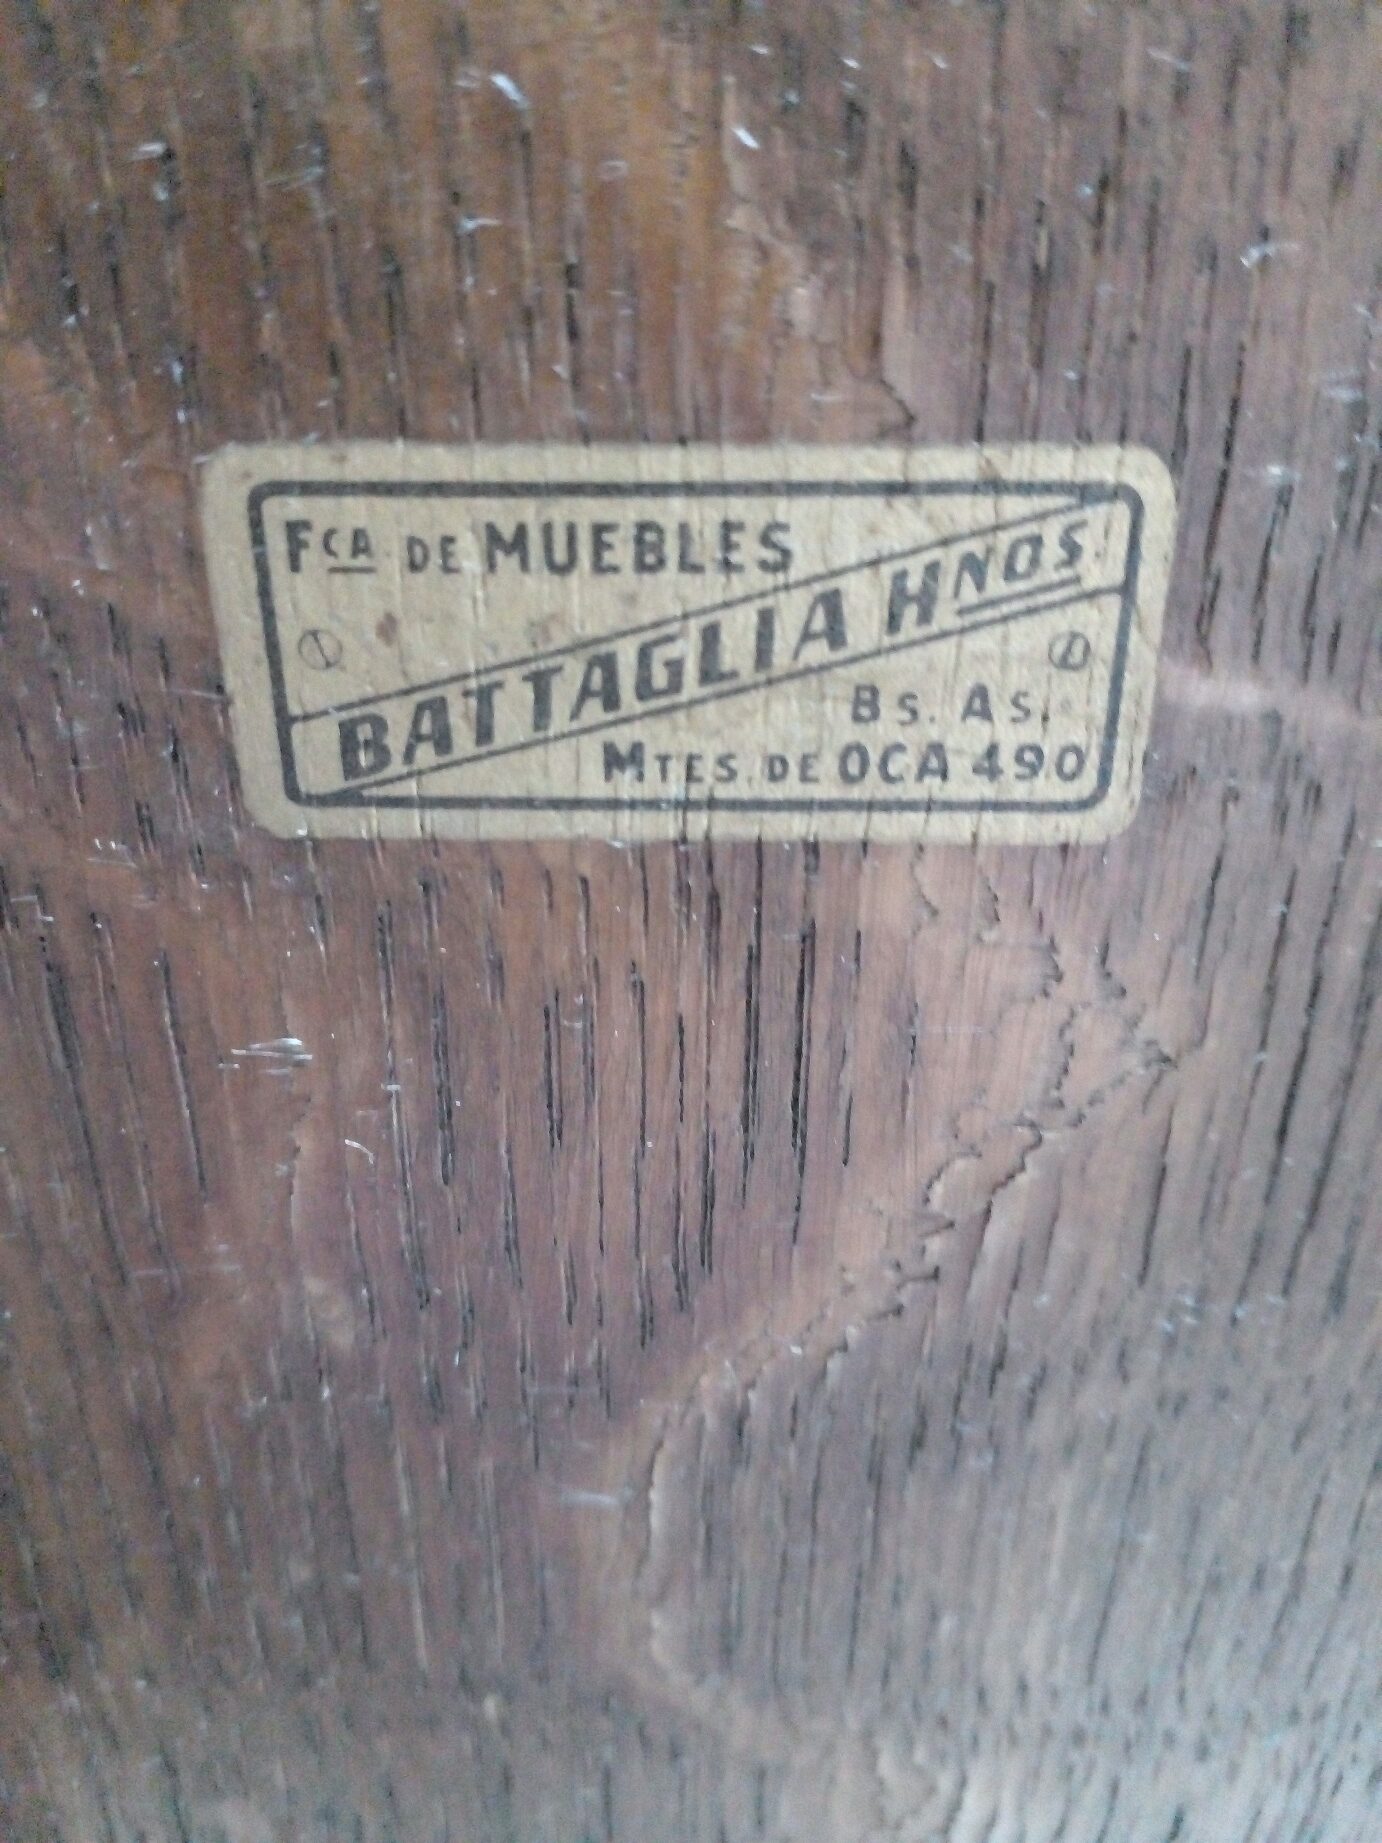 FCA DE MUEBLES
BATTAGLIA HNOS.
BS. AS.
MTES. DE OCA 490